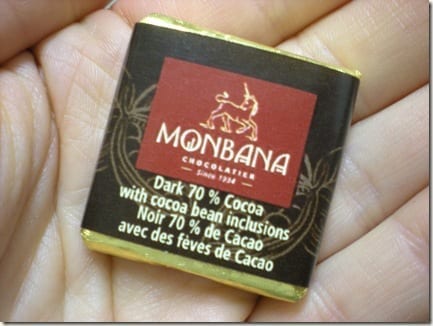 MONBANA
CHOCOLATIER
Since 1934
Dark 70 % Cocoa
with cocoa bean inclusions
Noir 70 % de Cacao
avec des fèves de Cacao